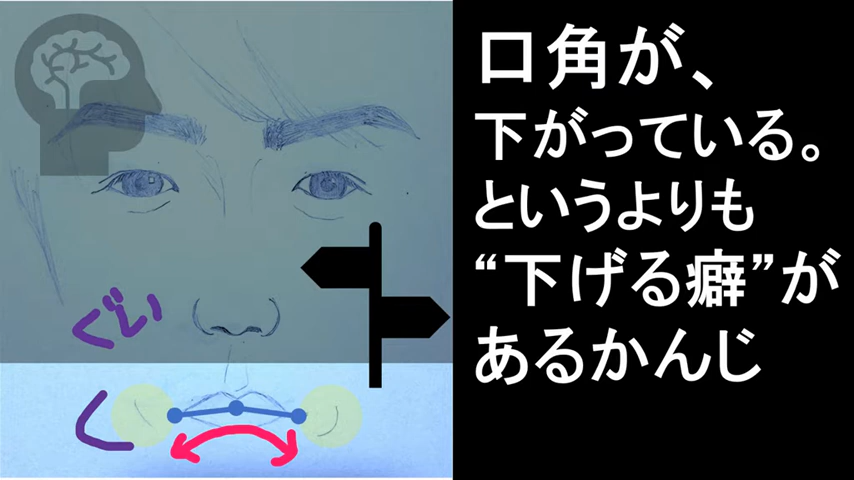 口角が、
下がっている。
というよりも
“下げる癖”が
あるかんじ
ぐい
く